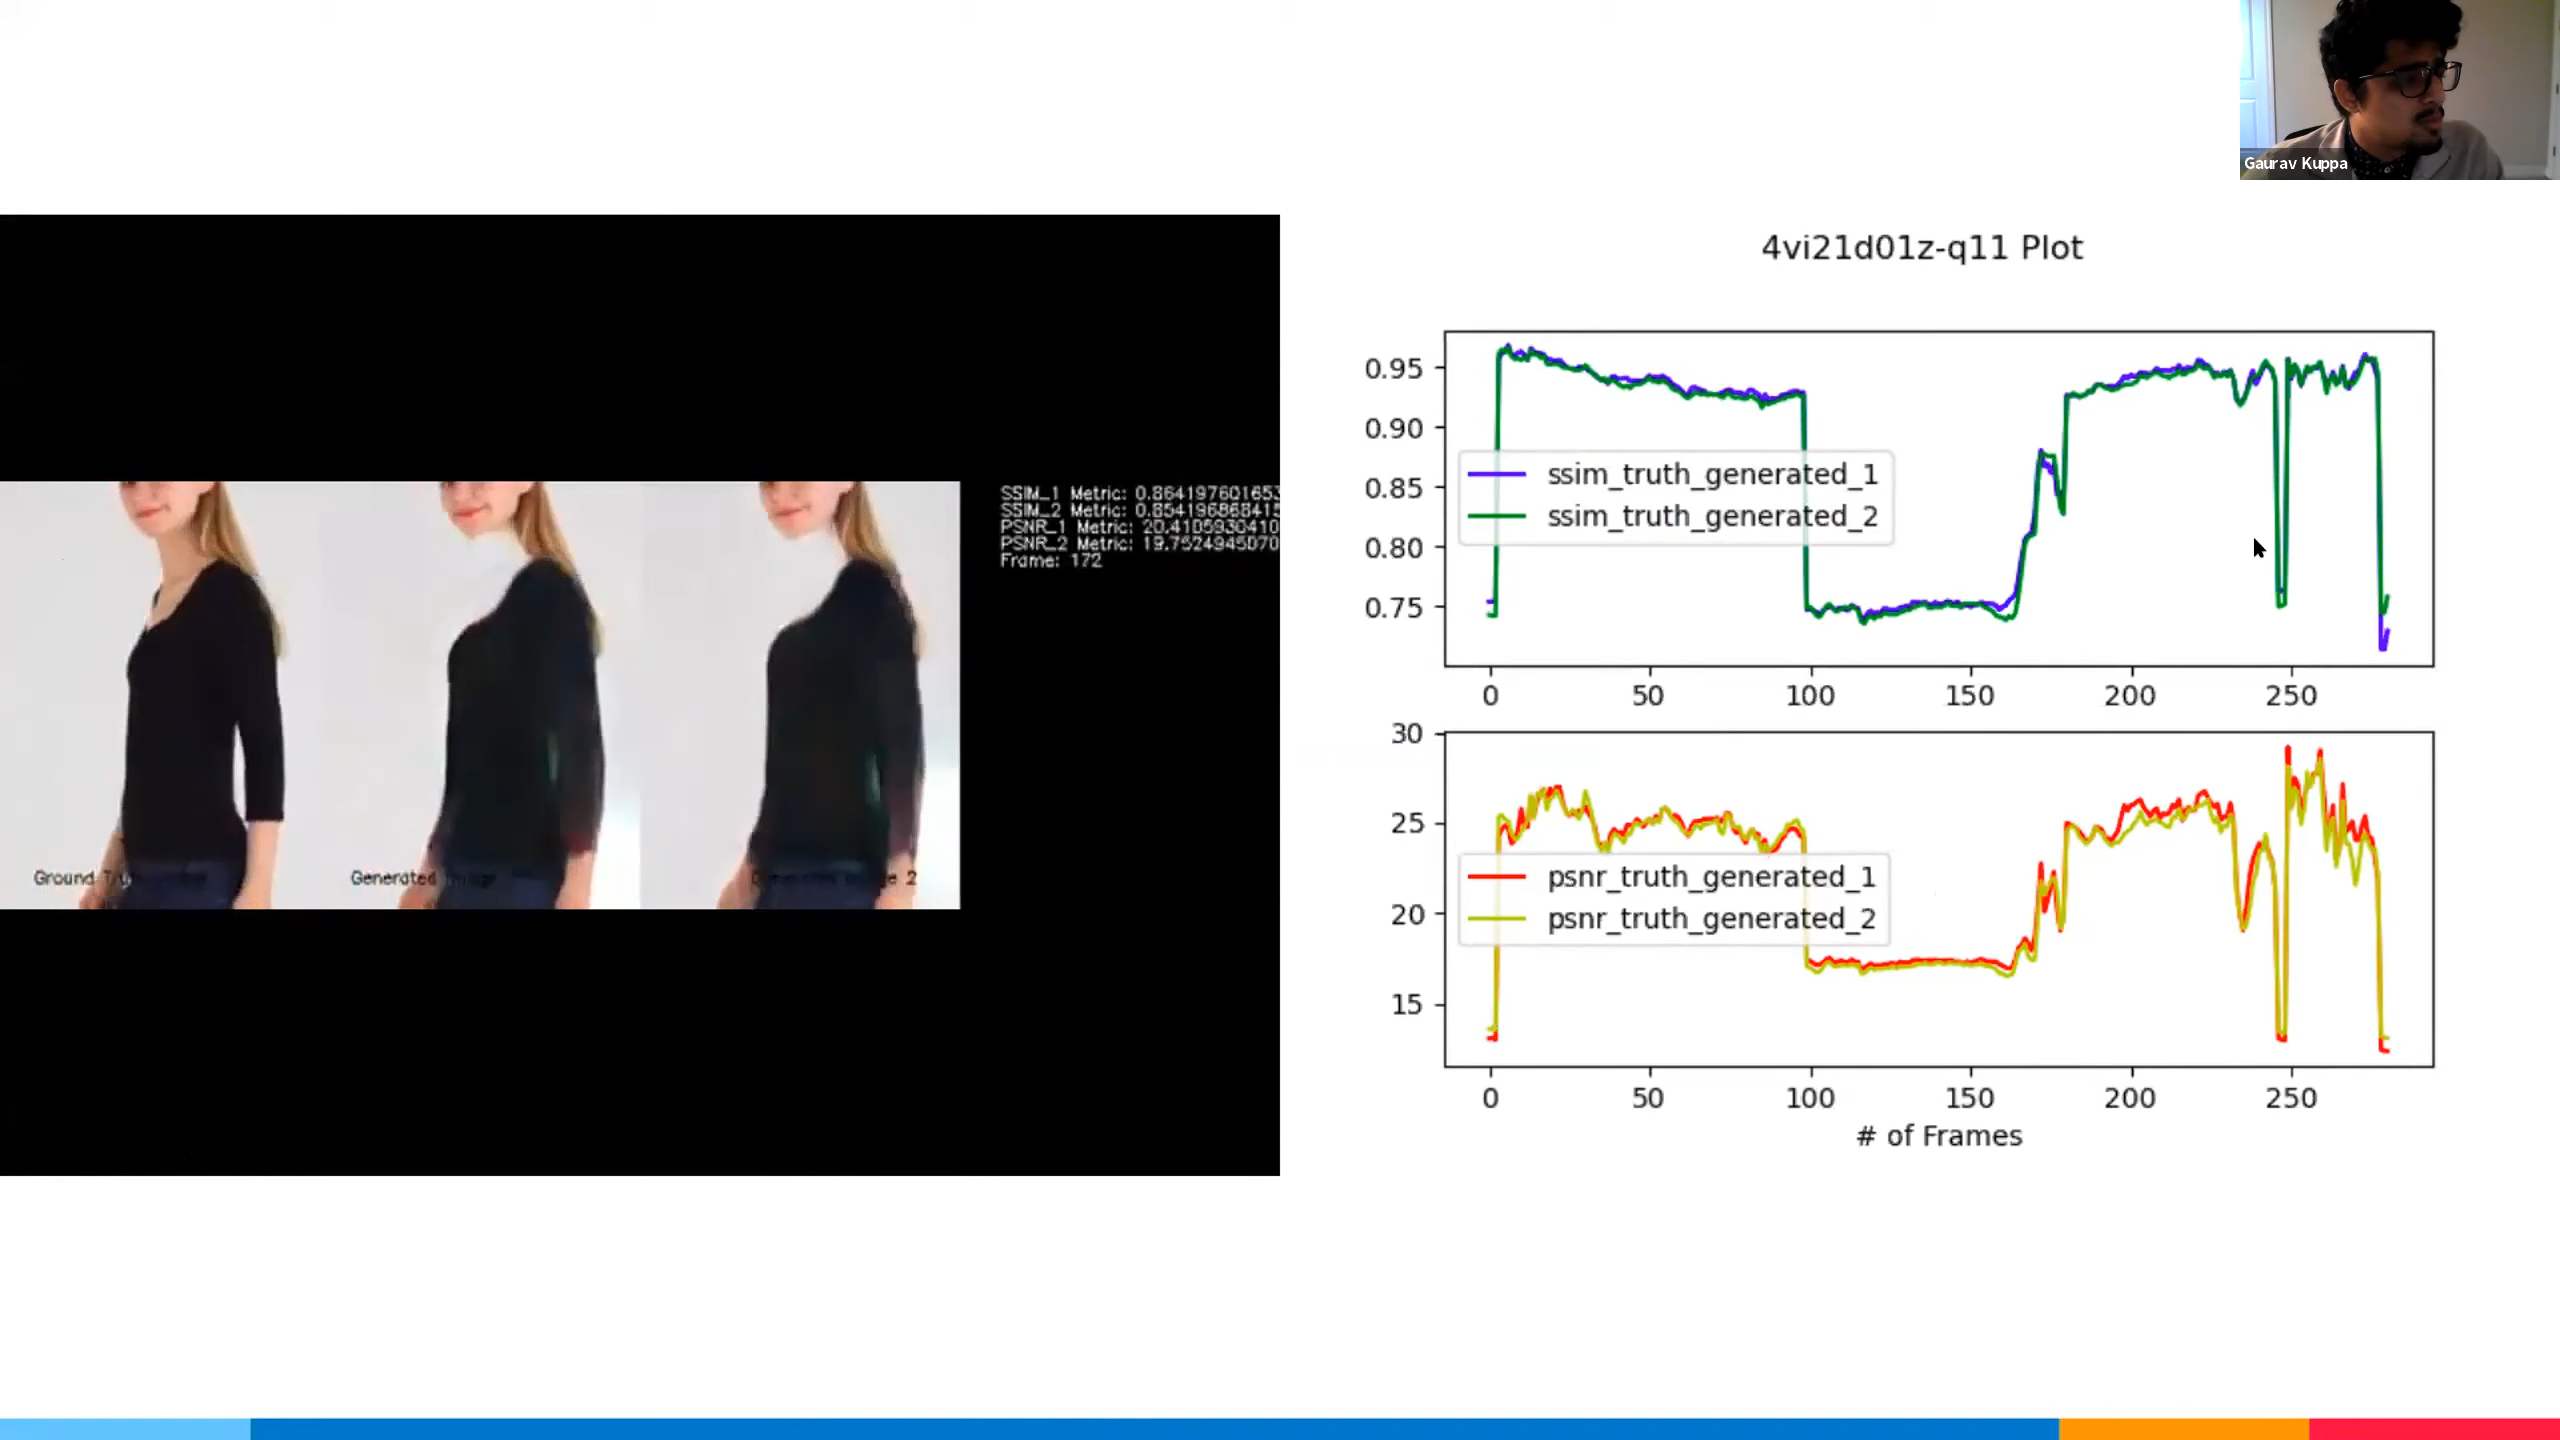 Gaurav Kuppa
4vi21d01z-q11 Plot
SSIM_1 Metric: 0.864197601653
SSIM_2 Metric: 0.854196868415
PSNR_1 Metric: 20.4105930410
PSNR_2 Metric: 19.7524945070
Frame: 172
Ground
Generated
2
0.95
0.90
0.85
0.80
0.75
ssim_truth_generated_1
ssim_truth_generated_2
0 50 100 150 200 250
30
25
20
15
psnr_truth_generated_1
psnr_truth_generated_2
0 50 100 150 200 250
# of Frames